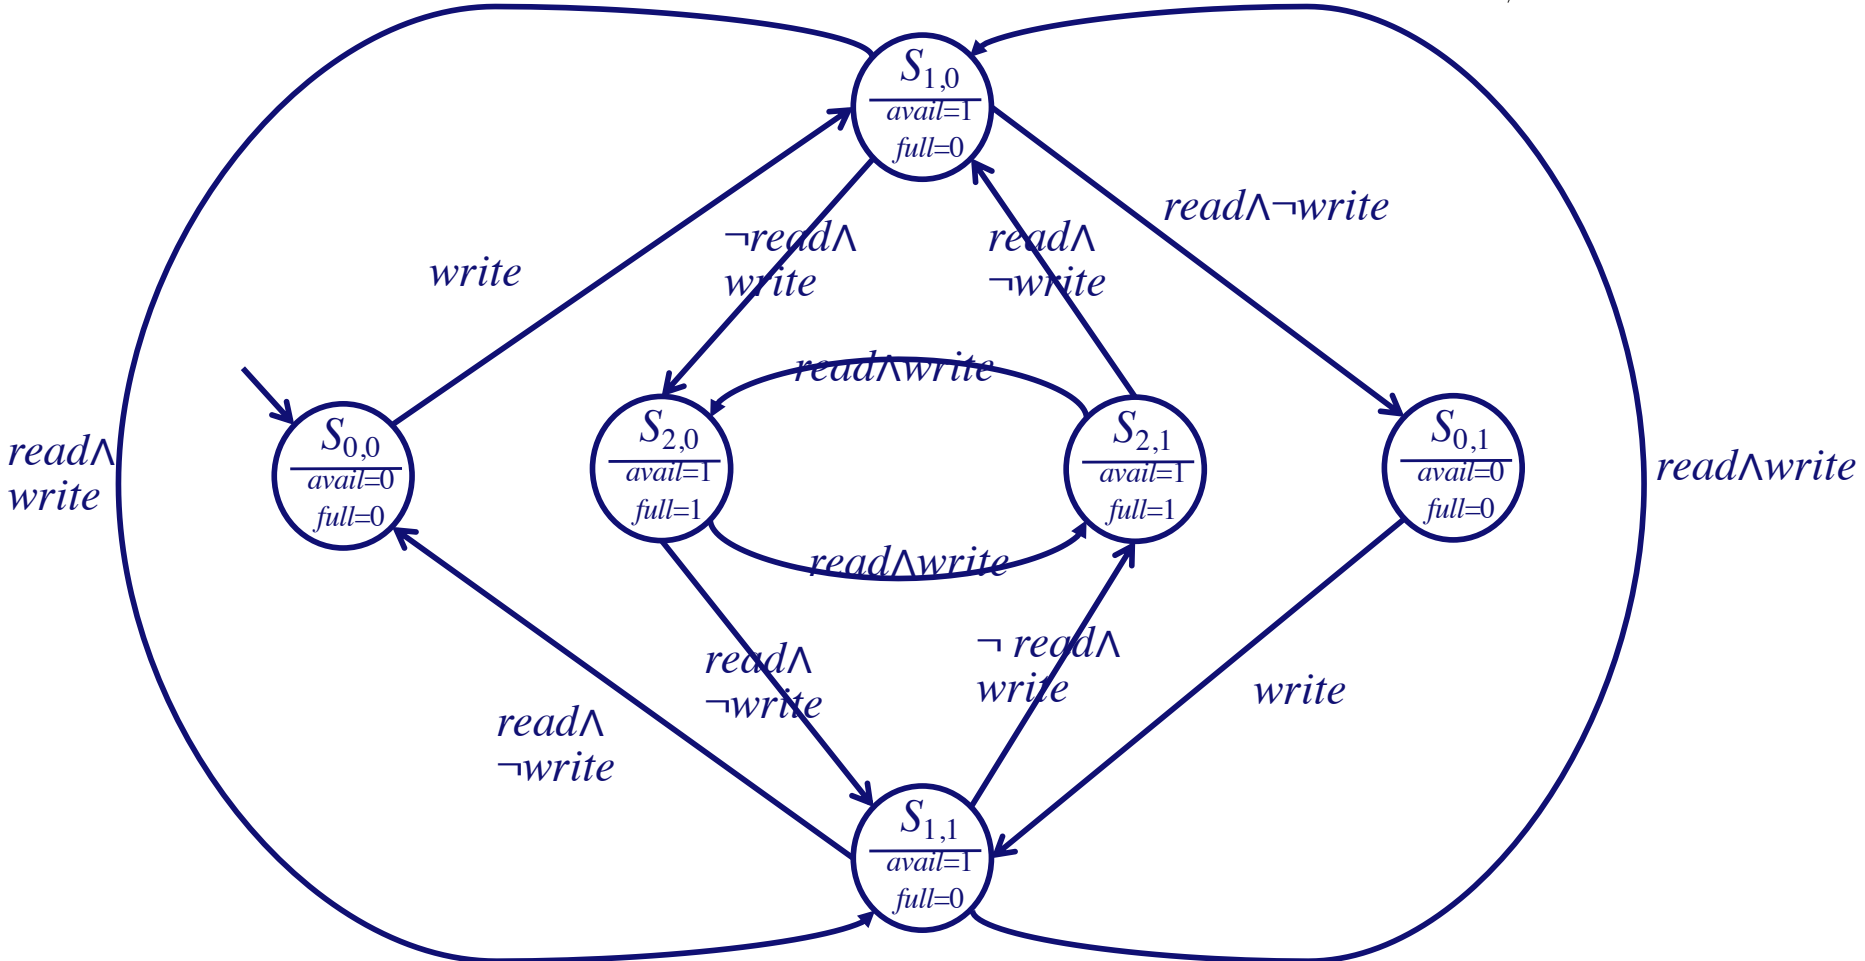 S1,0
avail=1
full=0
read∧¬write
¬read∧
write
read∧
¬write
write
read∧write
S0,0
avail=0
full=0
S2,0
avail=1
full=1
S2,1
avail=1
full=1
S0,1
avail=0
full=0
read∧
write
read∧write
read∧write
read∧
¬write
¬ read∧
write
write
read∧
¬write
S1,1
avail=1
full=0